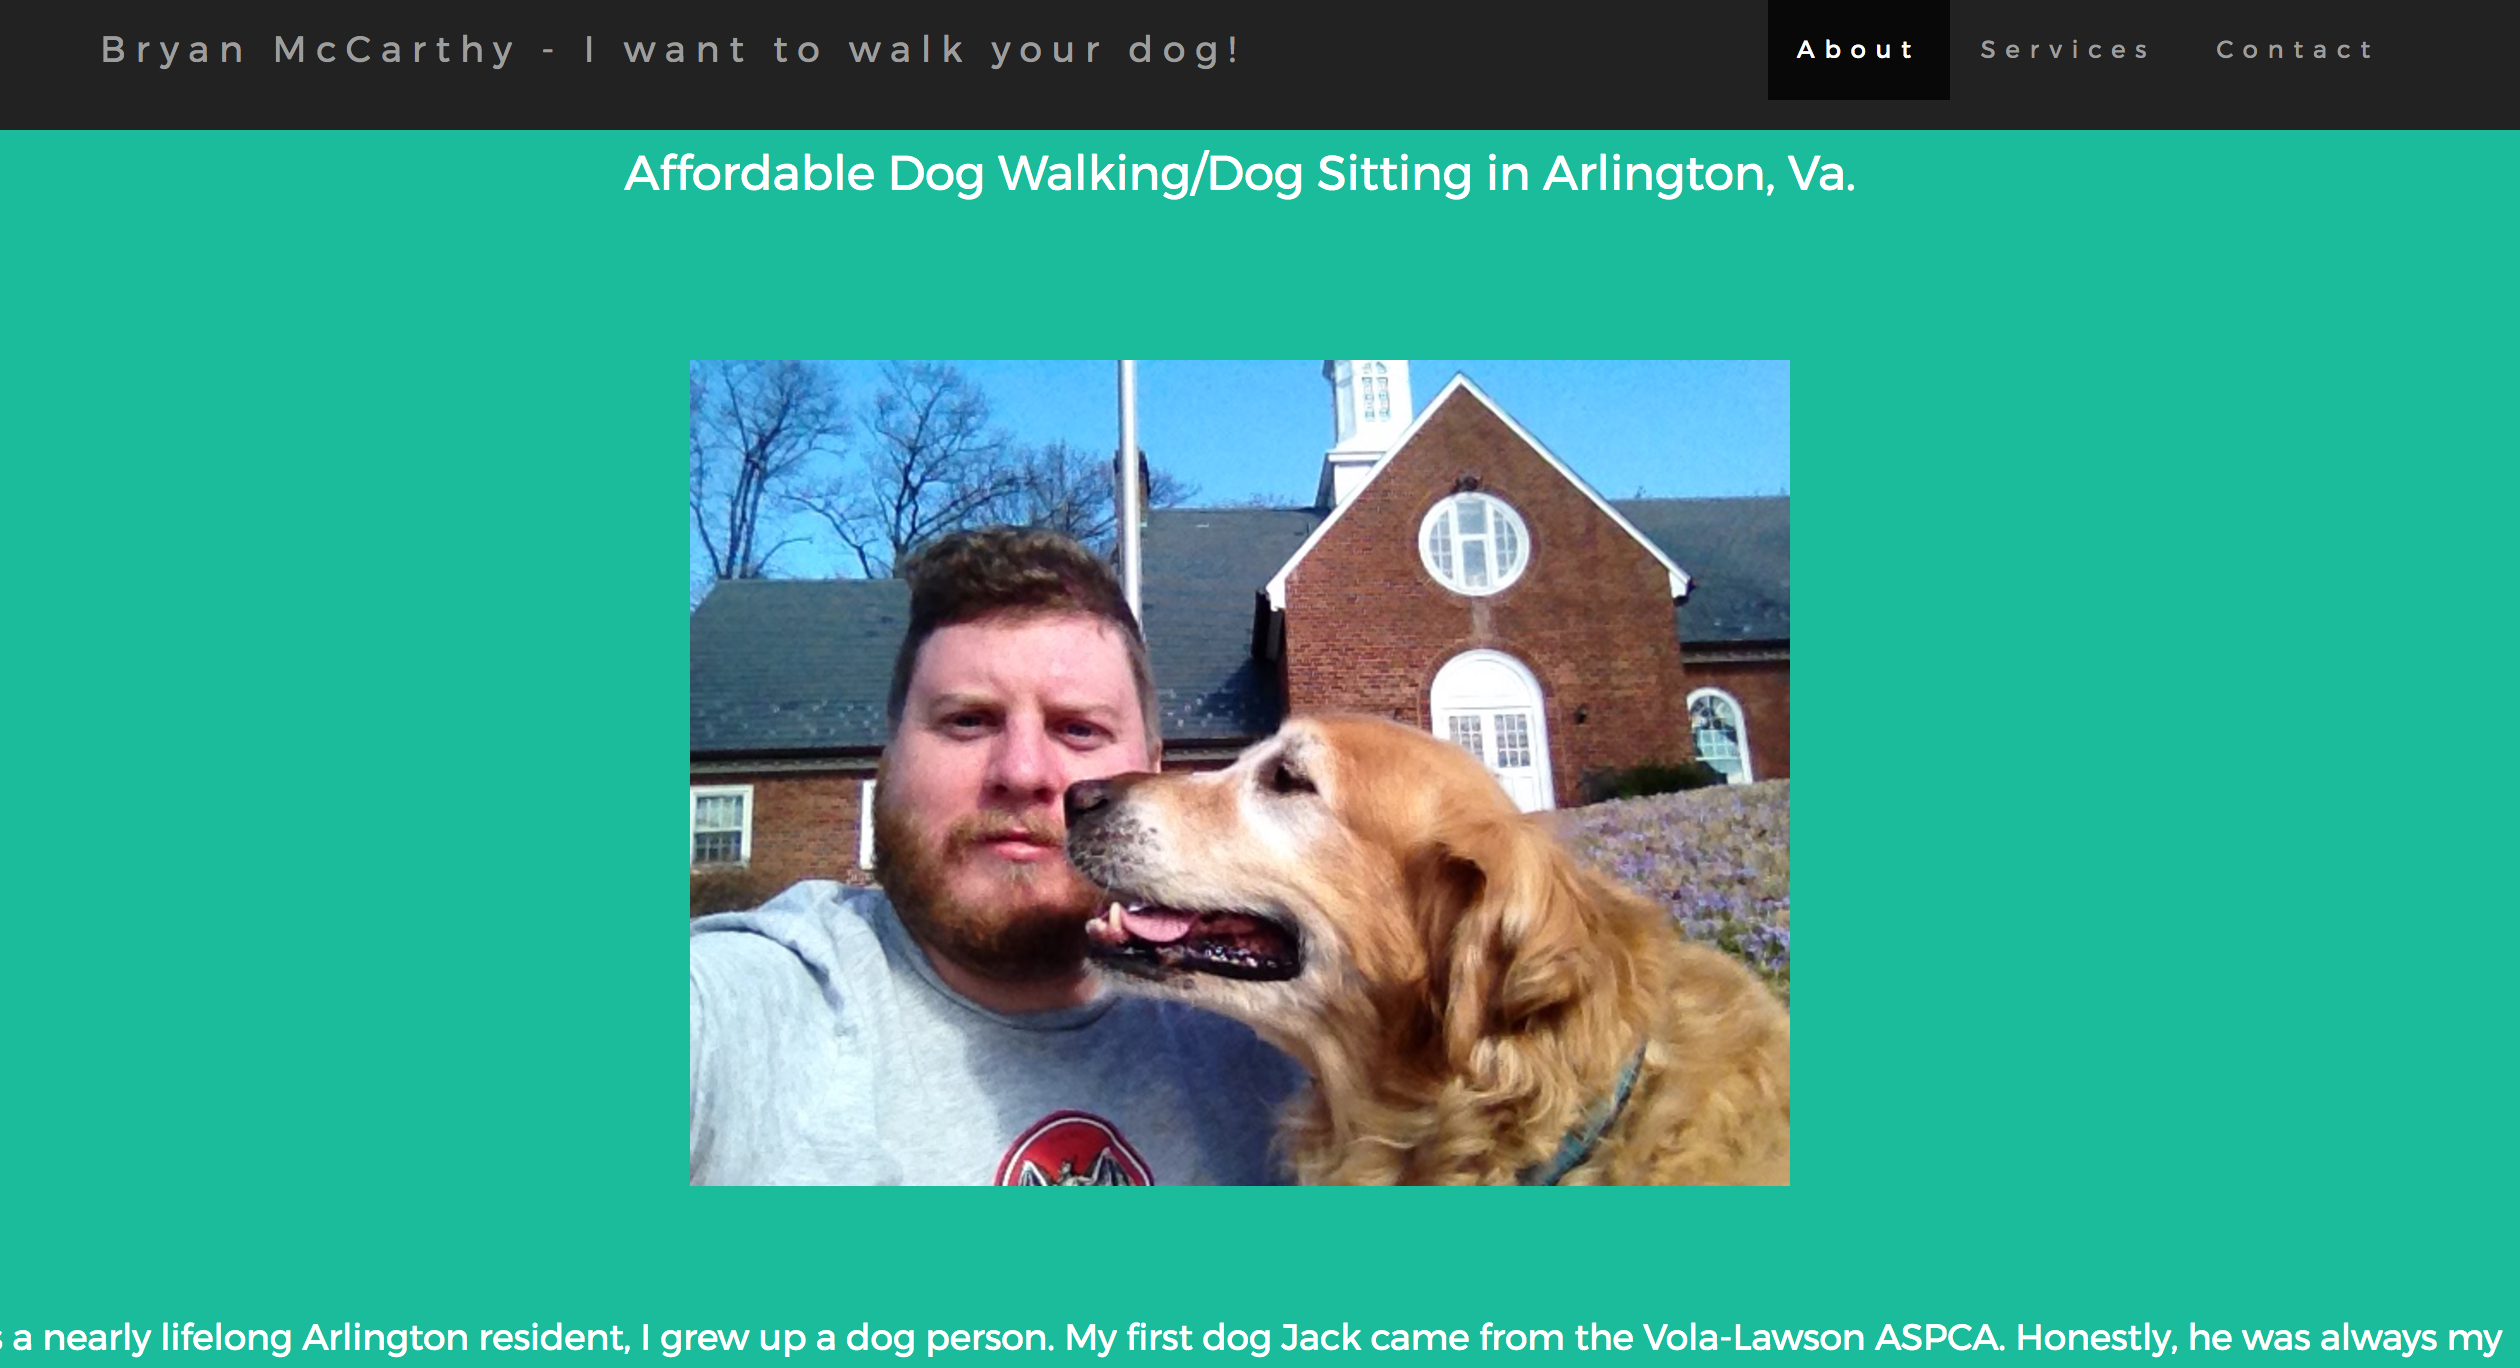 Bryan McCarthy - I want to walk your dog!
About
Services
Contact
Affordable Dog Walking/Dog Sitting in Arlington, Va.
s a nearly lifelong Arlington resident, I grew up a dog person. My first dog Jack came from the Vola-Lawson ASPCA. Honestly, he was always my